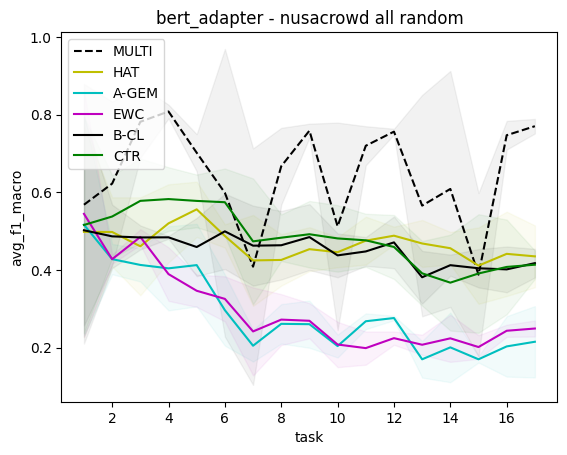 bert_adapter - nusacrowd all random
1.0
0.8
0.6
0.4
0.2
avg_f1_macro
MULTI
HAT
A-GEM
EWC
B-CL
CTR
2 4 6 8 10 12 14 16
task